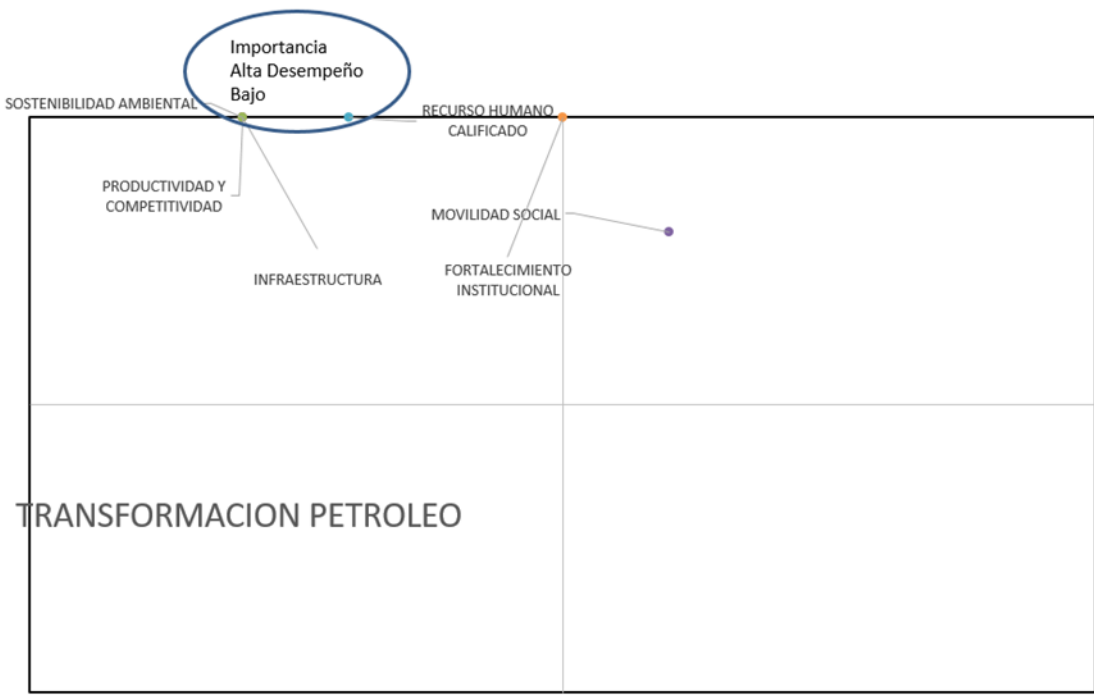 Importancia
Alta Desempeño
Bajo
SOSTENIBILIDAD AMBIENTAL
RECURSO HUMANO
CALIFICADO
PRODUCTIVIDAD Y
COMPETITIVIDAD
MOVILIDAD SOCIAL
INFRAESTRUCTURA
FORTALECIMIENTO
INSTITUCIONAL
TRANSFORMACION PETROLEO